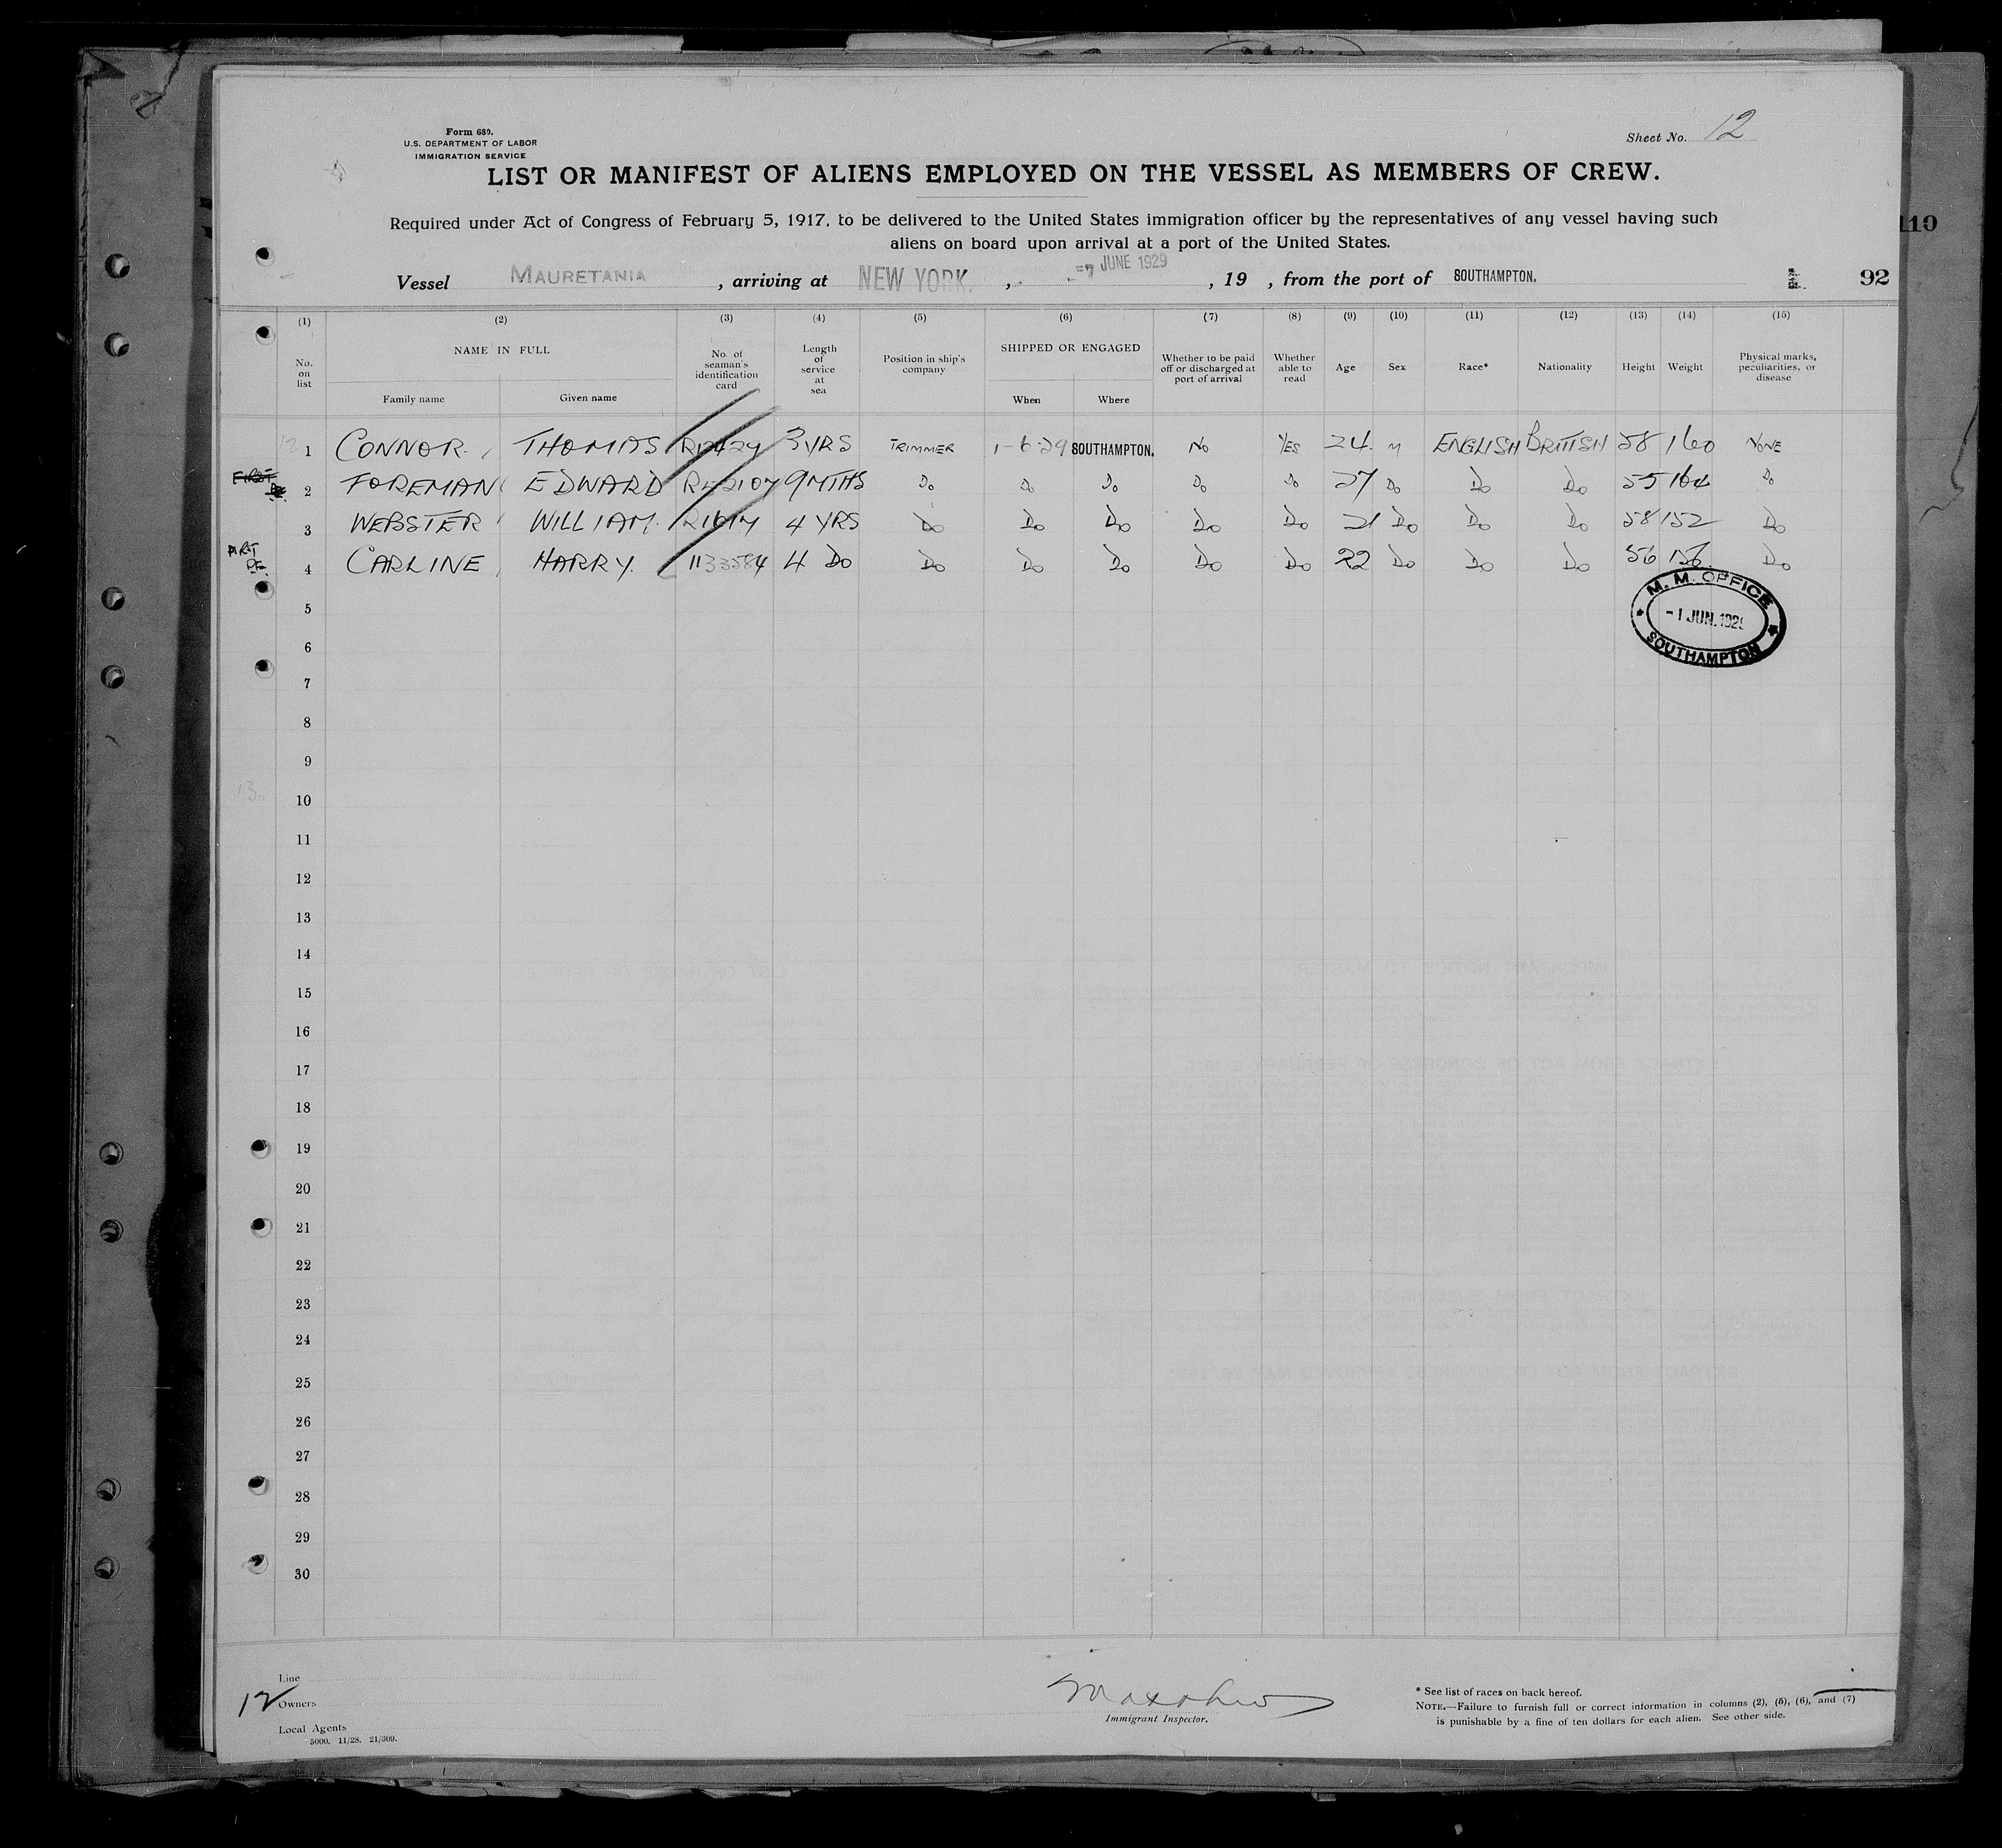 Form 680.
U.S. DEPARTMENT OF LABOR
IMMIGRATION SERVICE
Sheet No. 12
LIST OR MANIFEST OF ALIENS EMPLOYED ON THE VESSEL AS MEMBERS OF CREW.
Required under Act of Congress of February 5, 1917, to be delivered to the United States immigration officer by the representatives of any vessel having such
aliens on board upon arrival at a port of the United States.
110
Vessel MAURETANIA , arriving at NEW YORK. , -7 JUNE 1929 , 19 , from the port of SOUTHAMPTON. 92
(1) (2) (3) (4) (5) (6) (7) (8) (9) (10) (11) (12) (13) (14) (15)
No. on list NAME IN FULL Family name Given name No. of seaman's identification card Length of service at sea Position in ship's company SHIPPED OR ENGAGED When Where Whether to be paid off or discharged at port of arrival Whether able to read Age Sex Race* Nationality Height Weight Physical marks, peculiarities, or disease
1 CONNOR. THOMAS 3 YRS TRIMMER 1-6-29 SOUTHAMPTON. NO YES 24. M ENGLISH BRITISH 58 160 NONE
FIRST 2 FOREMAN EDWARD 9 MTHS Do Do Do Do Do 27 Do Do Do 55 164 Do
3 WEBSTER WILLIAM. 4 YRS Do Do Do Do Do 21 Do Do Do 58 152 Do
4 CARLINE HARRY. 1133584 4 Do Do Do Do Do Do 22 Do Do Do 56 156 Do
5
M. M. OFFICE
-1 JUN. 1929
SOUTHAMPTON
6
7
8
9
10
11
12
13
14
15
16
17
18
19
20
21
22
23
24
25
26
27
28
29
30
Line
12 Owners
Local Agents
5000. 11/28. 21/309.
Immigrant Inspector.
* See list of races on back hereof.
NOTE.—Failure to furnish full or correct information in columns (2), (5), (6), and (7)
is punishable by a fine of ten dollars for each alien. See other side.